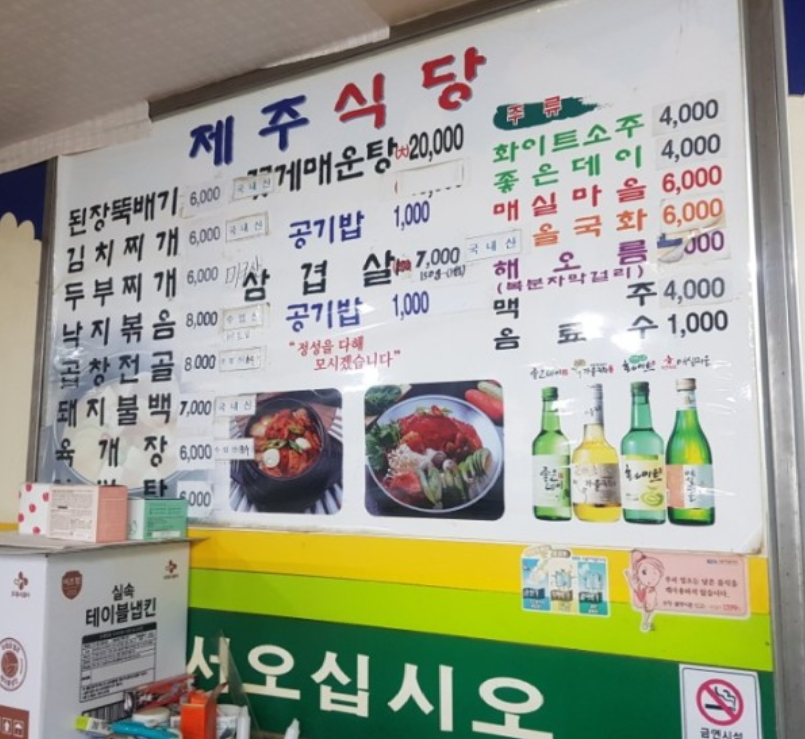 제주식당
된장뚝배기 6,000 국내산
김치찌개 6,000 국내산
두부찌개 6,000
낙지볶음 8,000
곱창전골 8,000
돼지불백 7,000 국내산
육개장 6,000
탕 6,000
게매운탕 20,000
공기밥 1,000
삼겹살 7,000 국내산
공기밥 1,000
"정성을 다해
모시겠습니다"
주류
화이트소주 4,000
좋은데이 4,000
매실마을 6,000
올국화 6,000
해오름 000
(복분자막걸리)
맥주 4,000
음료수 1,000
실속
테이블냅킨
선오십시오
금연시설